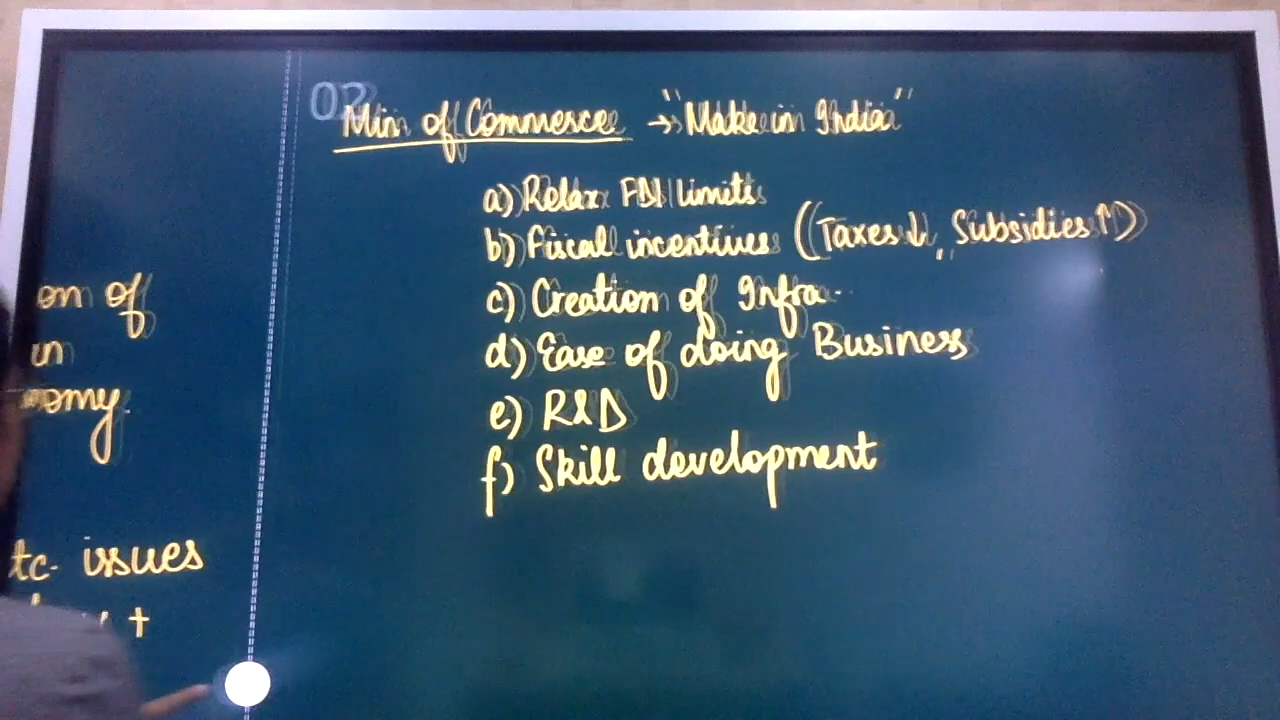 02
Min of Commerce → "Make in India"
a) Relax FDI limits
b) Fiscal incentives (Taxes↓, Subsidies↑)
c) Creation of Infra.
d) Ease of doing Business
e) R&D
f) Skill development
on of
in
omy.
tc. issues
+